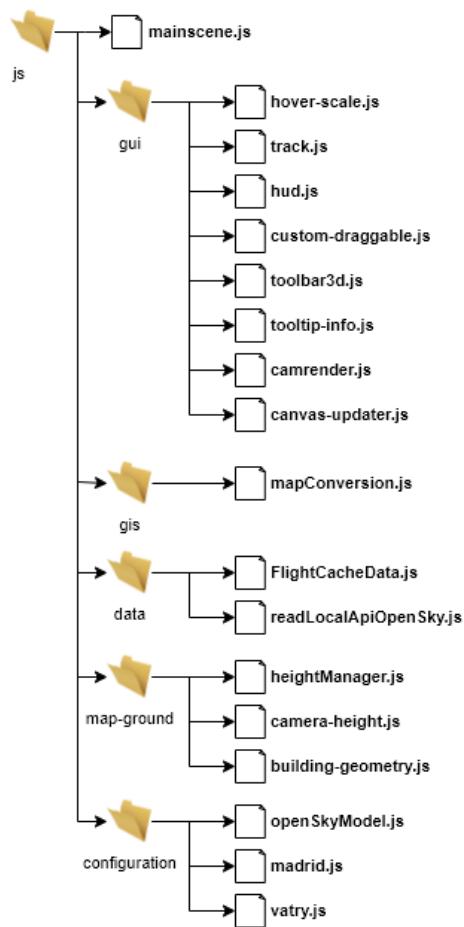 mainscene.js
js
hover-scale.js
gui
track.js
hud.js
custom-draggable.js
toolbar3d.js
tooltip-info.js
camrender.js
canvas-updater.js
mapConversion.js
gis
FlightCacheData.js
data
readLocalApiOpenSky.js
heightManager.js
map-ground
camera-height.js
building-geometry.js
openSkyModel.js
configuration
madrid.js
vatry.js